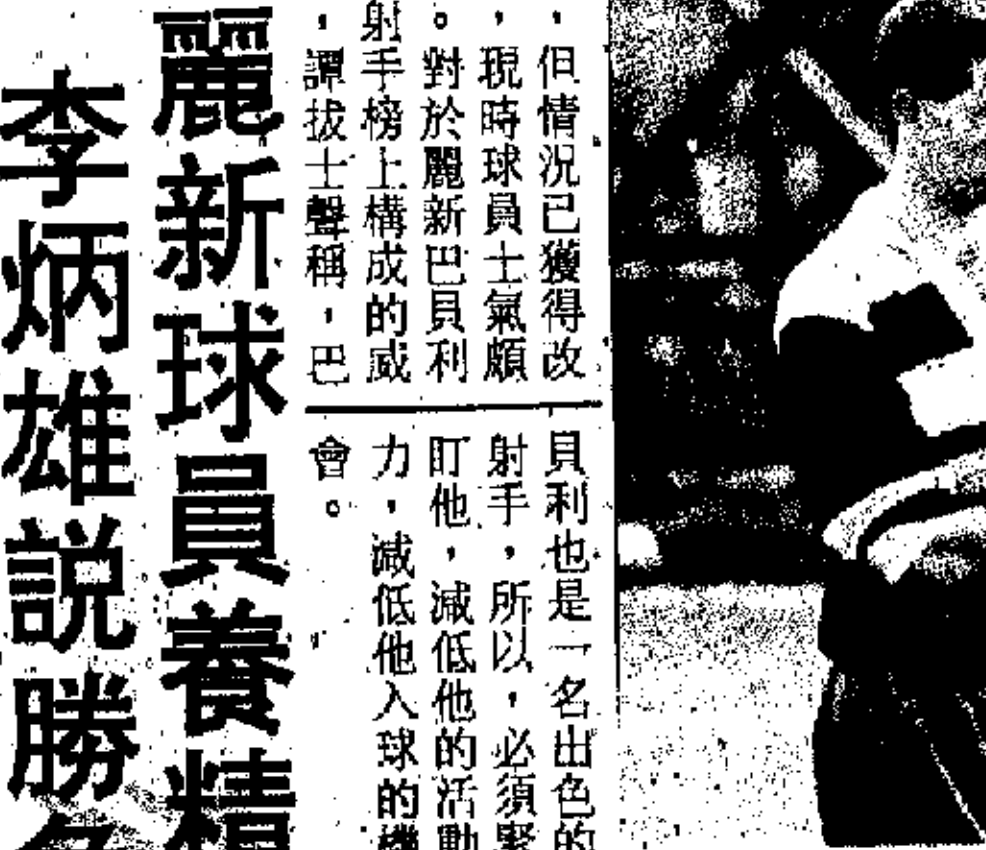 ，但情況已獲得改
，現時球員士氣頗
。對於麗新巴貝利
射手榜上構成的威
，譚拔士聲稱，巴
貝利也是一名出色的
射手，所以，必須緊
盯他，減低他的活動
力，減低他入球的機
會。
麗新球員養精
李炳雄説勝負